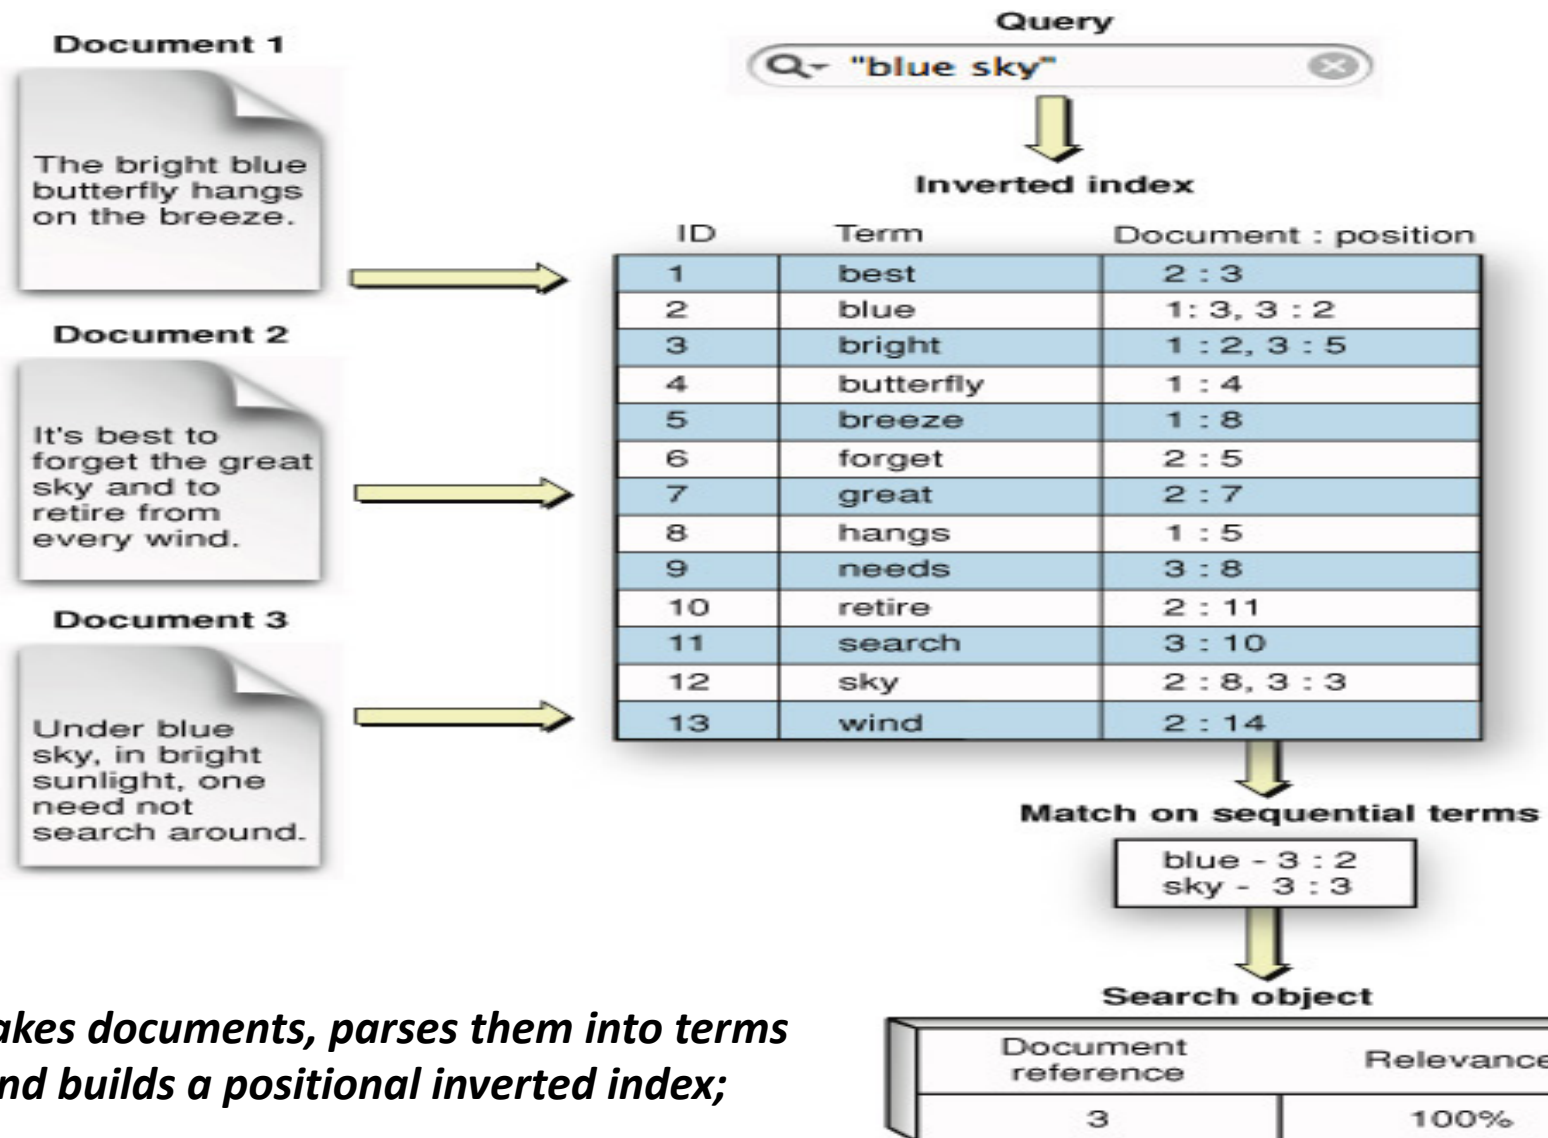 Document 1
The bright blue
butterfly hangs
on the breeze.
Document 2
It's best to
forget the great
sky and to
retire from
every wind.
Document 3
Under blue
sky, in bright
sunlight, one
need not
search around.
Query
"blue sky"
Inverted index
ID Term Document : position
1 best 2 : 3
2 blue 1: 3, 3 : 2
3 bright 1 : 2, 3 : 5
4 butterfly 1 : 4
5 breeze 1 : 8
6 forget 2 : 5
7 great 2 : 7
8 hangs 1 : 5
9 needs 3 : 8
10 retire 2 : 11
11 search 3 : 10
12 sky 2 : 8, 3 : 3
13 wind 2 : 14
Match on sequential terms
blue - 3 : 2
sky - 3 : 3
Search object
Document
reference
Relevance
3 100%
akes documents, parses them into terms
nd builds a positional inverted index;